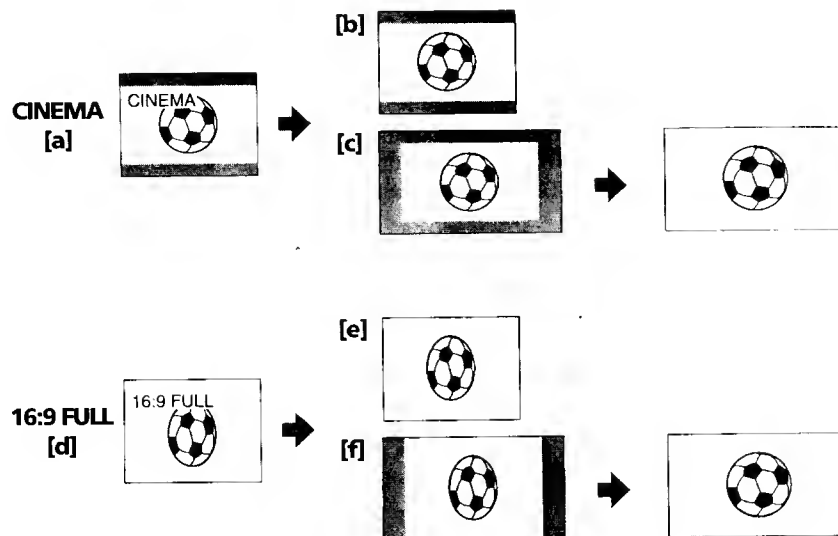 [b]
CINEMA
CINEMA
[a]
[c]
[e]
16:9 FULL
16:9 FULL
[d]
[f]